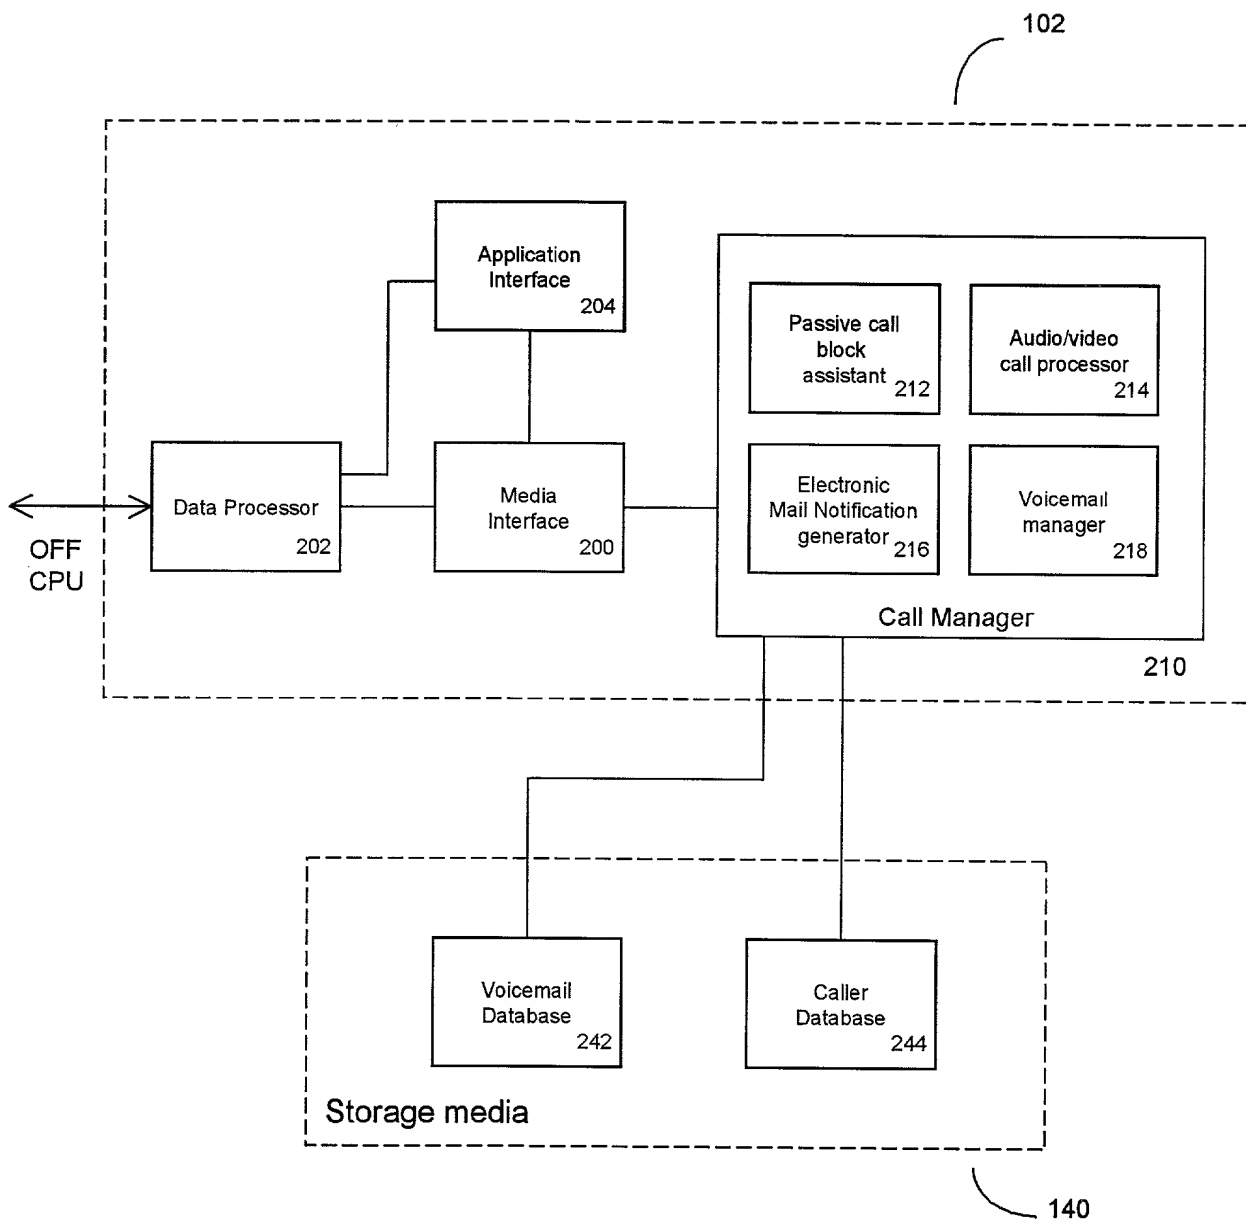 102
Application
Interface
204
Passive call
block
assistant
212
Audio/video
call processor
214
Data Processor
202
Media
Interface
200
Electronic
Mail Notification
generator
216
Voicemail
manager
218
OFF
CPU
Call Manager
210
Voicemail
Database
242
Caller
Database
244
Storage media
140